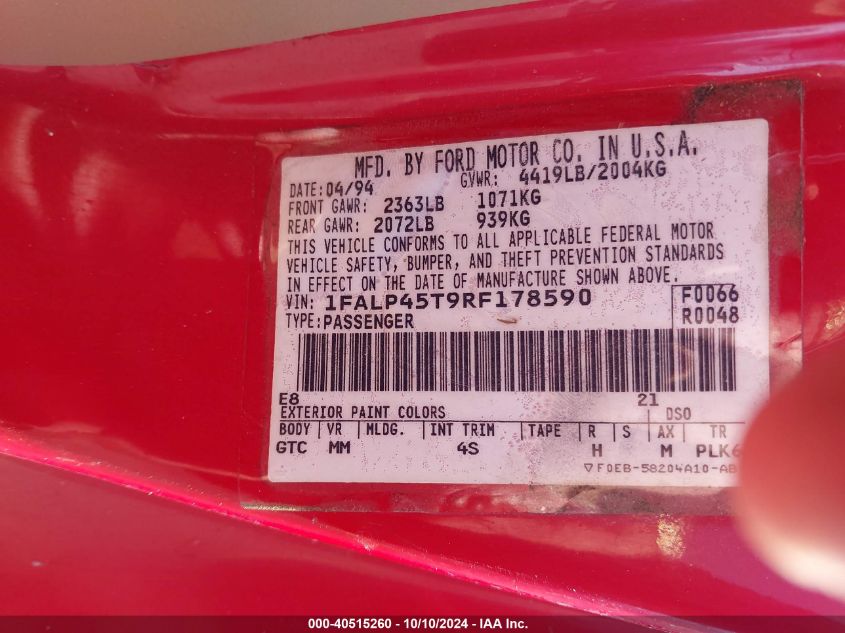 MFD. BY FORD MOTOR CO. IN U.S.A.
DATE: 04/94 GVWR: 4419LB/2004KG
FRONT GAWR: 2363LB 1071KG
REAR GAWR: 2072LB 939KG
THIS VEHICLE CONFORMS TO ALL APPLICABLE FEDERAL MOTOR
VEHICLE SAFETY, BUMPER, AND THEFT PREVENTION STANDARDS
IN EFFECT ON THE DATE OF MANUFACTURE SHOWN ABOVE.
VIN: 1FALP45T9RF178590 F0066
TYPE: PASSENGER R0048
E8 21
EXTERIOR PAINT COLORS DSO
BODY VR MLDG. INT TRIM TAPE R S AX TR
GTC MM 4S H M PLK6
▽F0EB-58204A10-AB
000-40515260 - 10/10/2024 - IAA Inc.